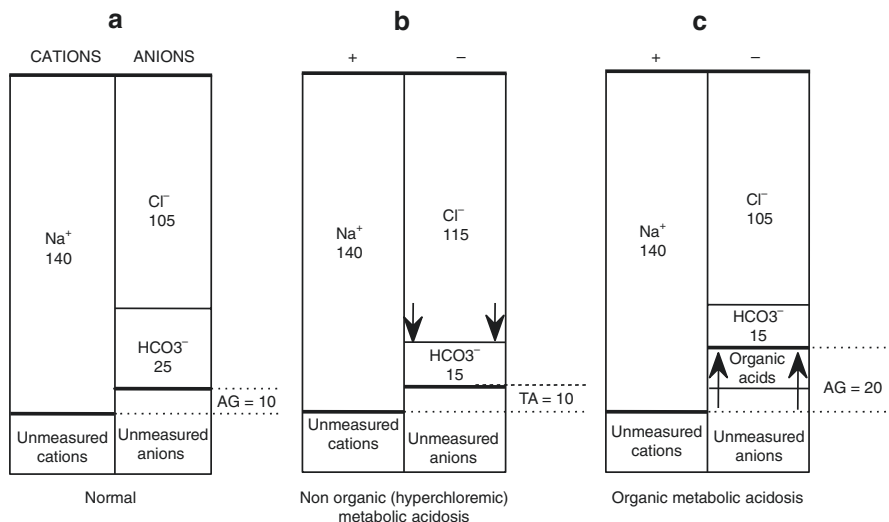 a
CATIONS ANIONS
Na⁺
140
Cl⁻
105
HCO3⁻
25
AG = 10
Unmeasured
cations
Unmeasured
anions
Normal
b
+ −
Na⁺
140
Cl⁻
115
HCO3⁻
15
TA = 10
Unmeasured
cations
Unmeasured
anions
Non organic (hyperchloremic)
metabolic acidosis
c
+ −
Na⁺
140
Cl⁻
105
HCO3⁻
15
Organic
acids
AG = 20
Unmeasured
cations
Unmeasured
anions
Organic metabolic acidosis